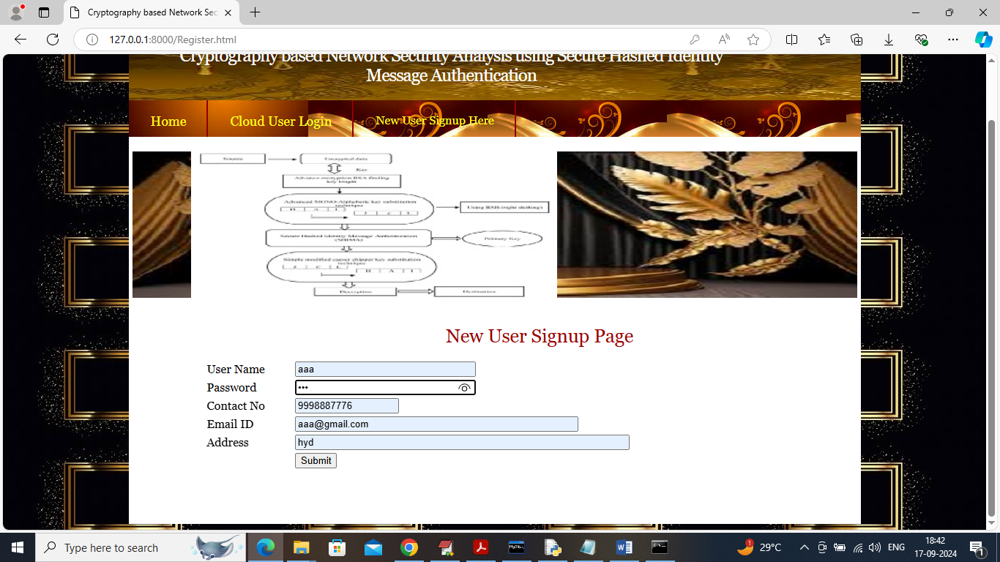 Cryptography based Network Sec
127.0.0.1:8000/Register.html
Cryptography based Network Security Analysis using Secure Hashed Identity
Message Authentication
Home
Cloud User Login
New User Signup Here
Source
Encrypted data
Key
Advance encryption RSA finding
key length
Advanced MONO-Alphabetic key substitution
technique
H A I
J C L
Using RSB (right shifting)
Secure Hashed Identity Message Authentication
(SHIMA)
Primary Key
Simple modified caeser chipper key substitution
technique
J C L
H A I
Decryption
Destination
New User Signup Page
User Name aaa
Password •••
Contact No 9998887776
Email ID aaa@gmail.com
Address hyd
Submit
Type here to search
MySQL
1
29°C
ENG
18:42
17-09-2024
1